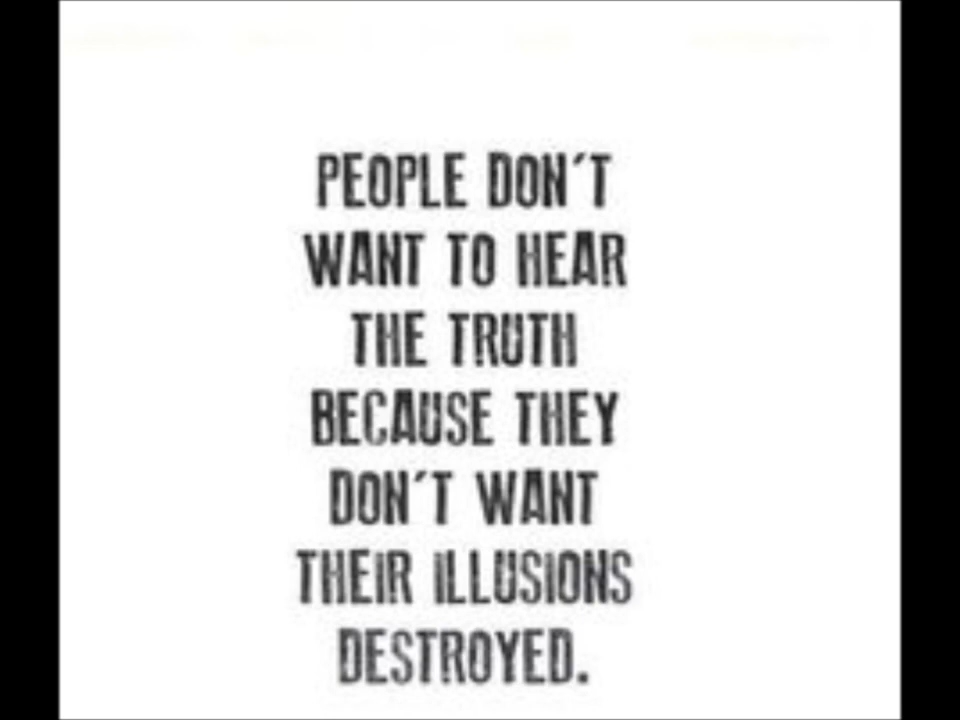 PEOPLE DON´T
WANT TO HEAR
THE TRUTH
BECAUSE THEY
DON´T WANT
THEiR iLLUSiONS
DESTROYED.